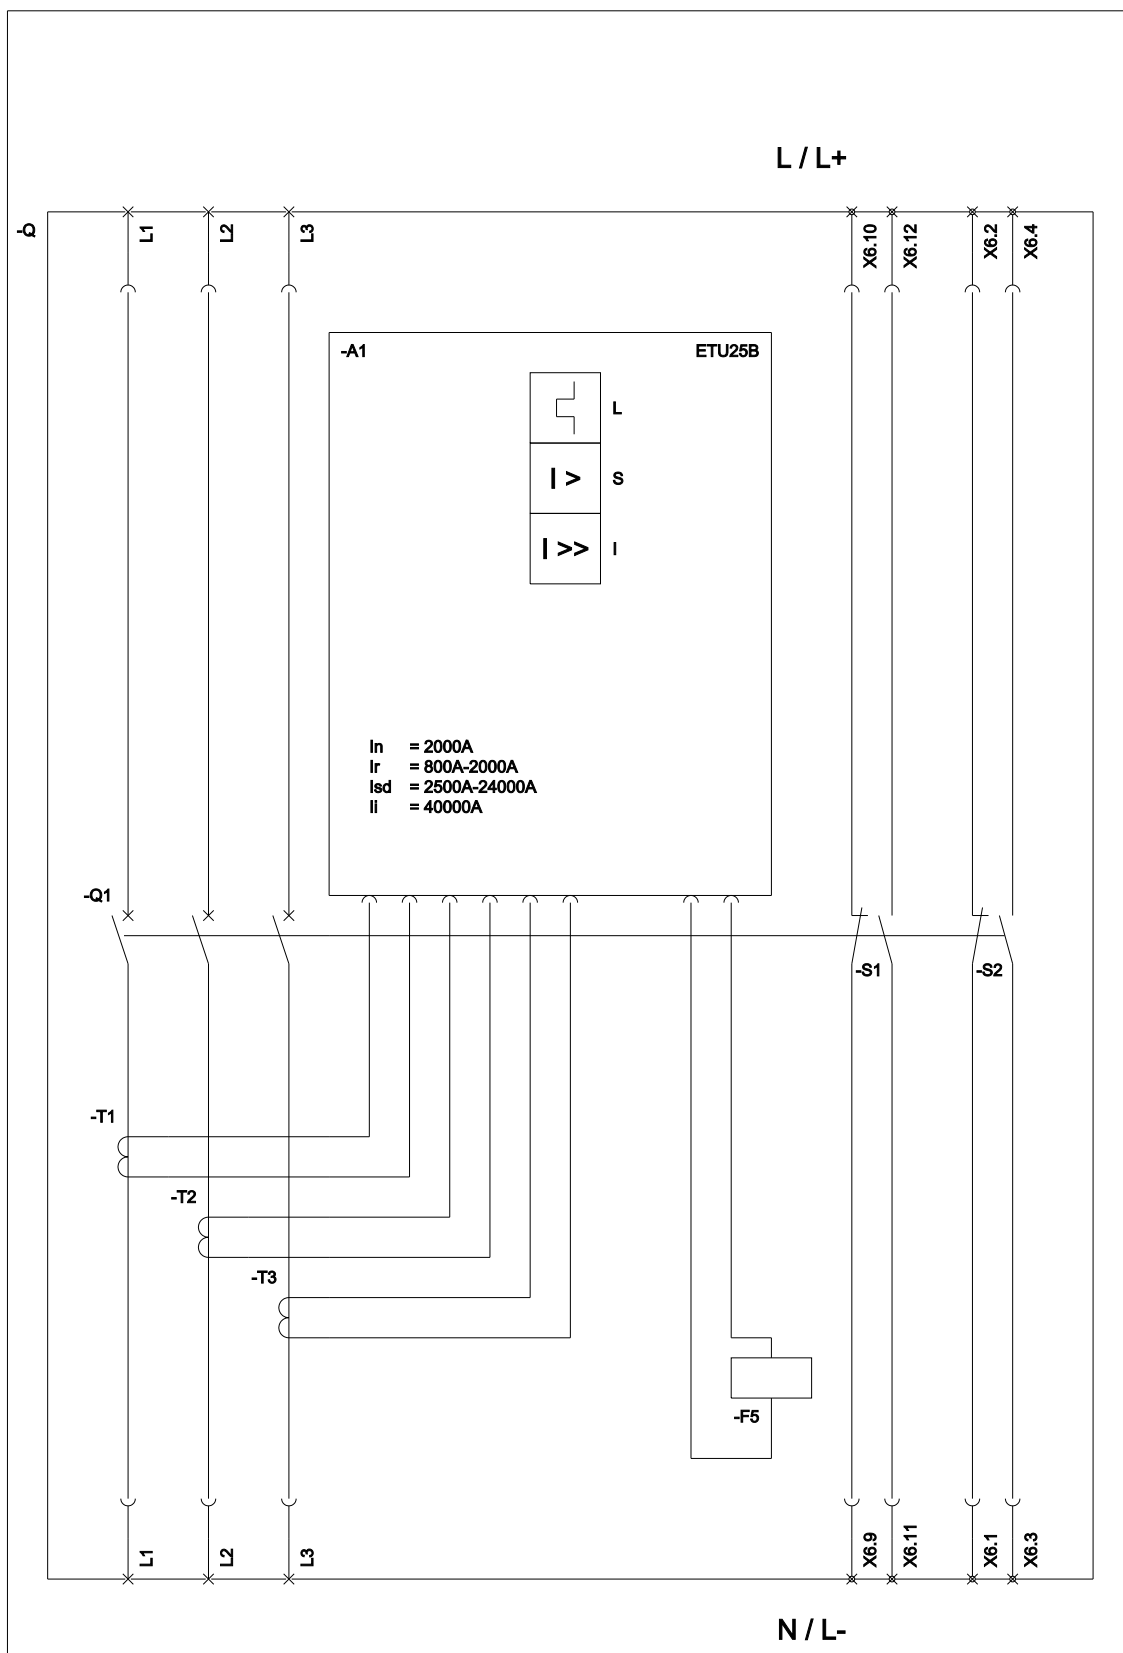 L / L+
-Q
L1
L2
L3
X6.10
X6.12
X6.2
X6.4
-A1
ETU25B
L
I >
S
I >>
I
In = 2000A
Ir = 800A-2000A
Isd = 2500A-24000A
Ii = 40000A
-Q1
-S1
-S2
-T1
-T2
-T3
-F5
L1
L2
L3
X6.9
X6.11
X6.1
X6.3
N / L-